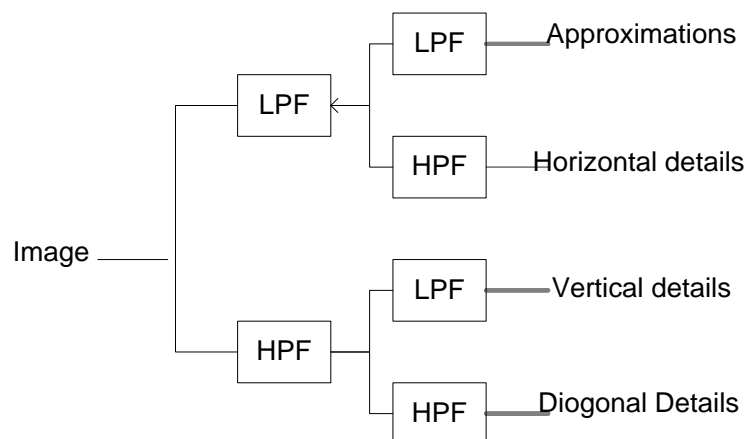 LPF
Approximations
LPF
HPF
Horizontal details
Image
LPF
Vertical details
HPF
HPF
Diogonal Details